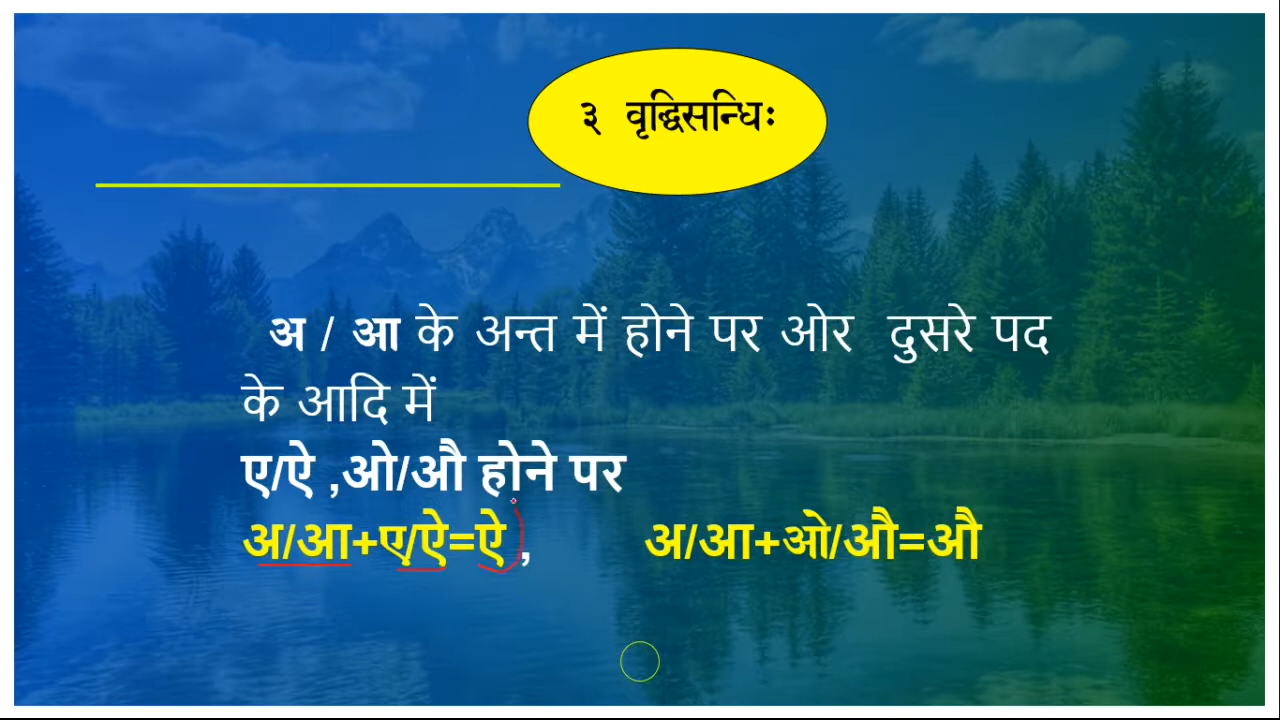 ३ वृद्धिसन्धिः
अ / आ के अन्त में होने पर ओर दुसरे पद
के आदि में
ए/ऐ ,ओ/औ होने पर
अ/आ+ए/ऐ=ऐ , अ/आ+ओ/औ=औ